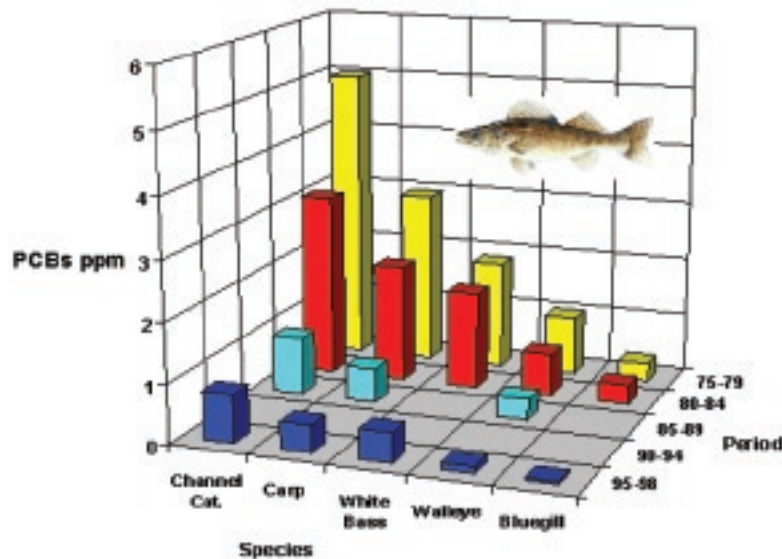 6
5
4
PCBs ppm
3
2
1
0
75-79
80-84
85-89
90-94
95-98
Period
Channel
Cat.
Carp
White
Bass
Walleye
Bluegill
Species